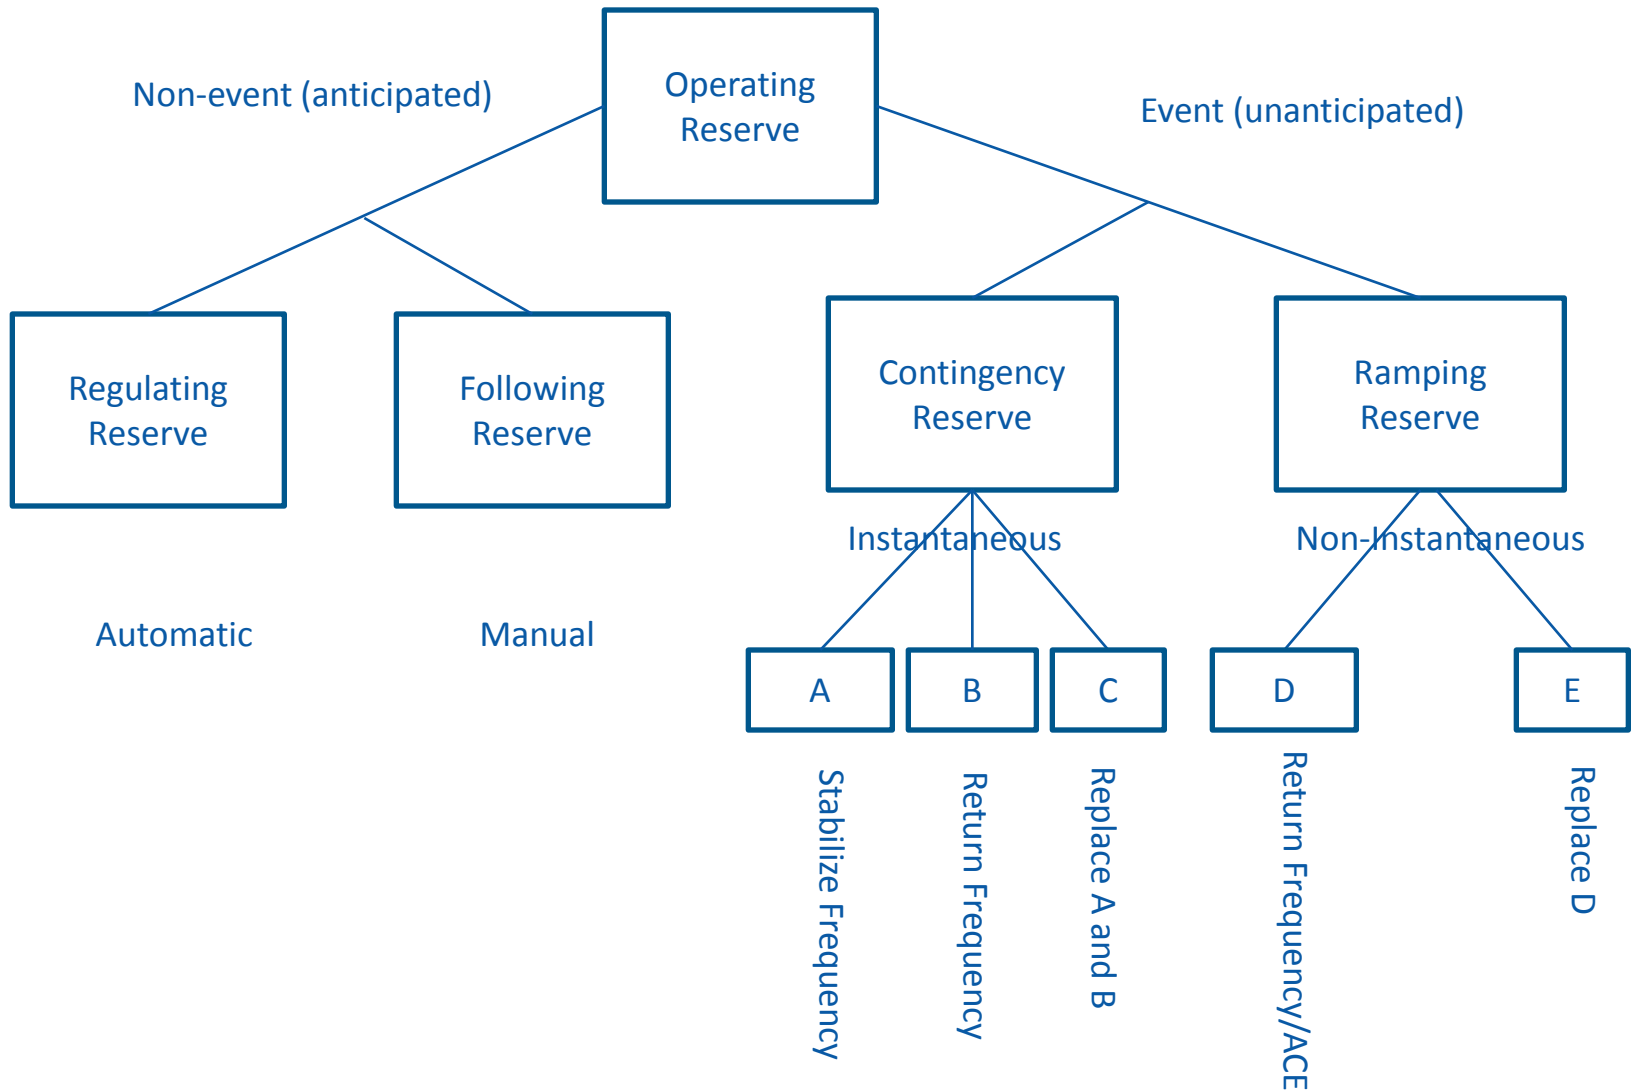 Operating
Reserve
Non-event (anticipated)
Event (unanticipated)
Regulating
Reserve
Following
Reserve
Contingency
Reserve
Ramping
Reserve
Instantaneous
Non-Instantaneous
Automatic
Manual
A
B
C
D
E
Stabilize Frequency
Return Frequency
Replace A and B
Return Frequency/ACE
Replace D